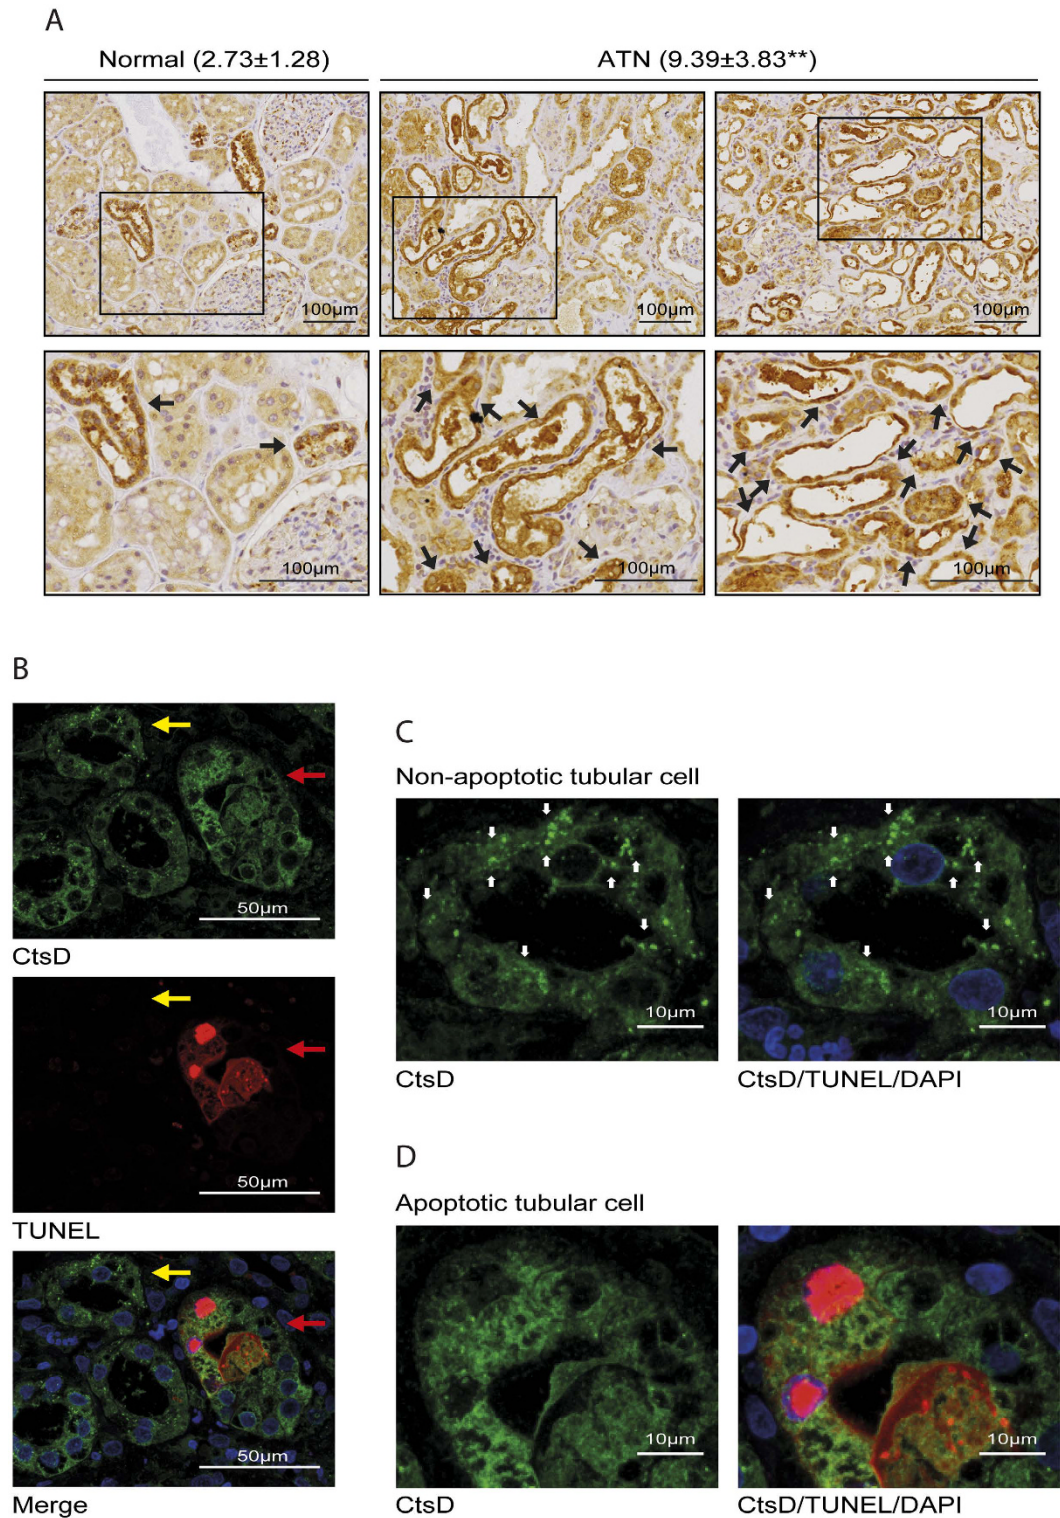 A
Normal (2.73±1.28)
ATN (9.39±3.83**)
100µm
100µm
100µm
100µm
100µm
100µm
B
50µm
CtsD
50µm
TUNEL
50µm
Merge
C
Non-apoptotic tubular cell
10µm
10µm
CtsD
CtsD/TUNEL/DAPI
D
Apoptotic tubular cell
10µm
10µm
CtsD
CtsD/TUNEL/DAPI